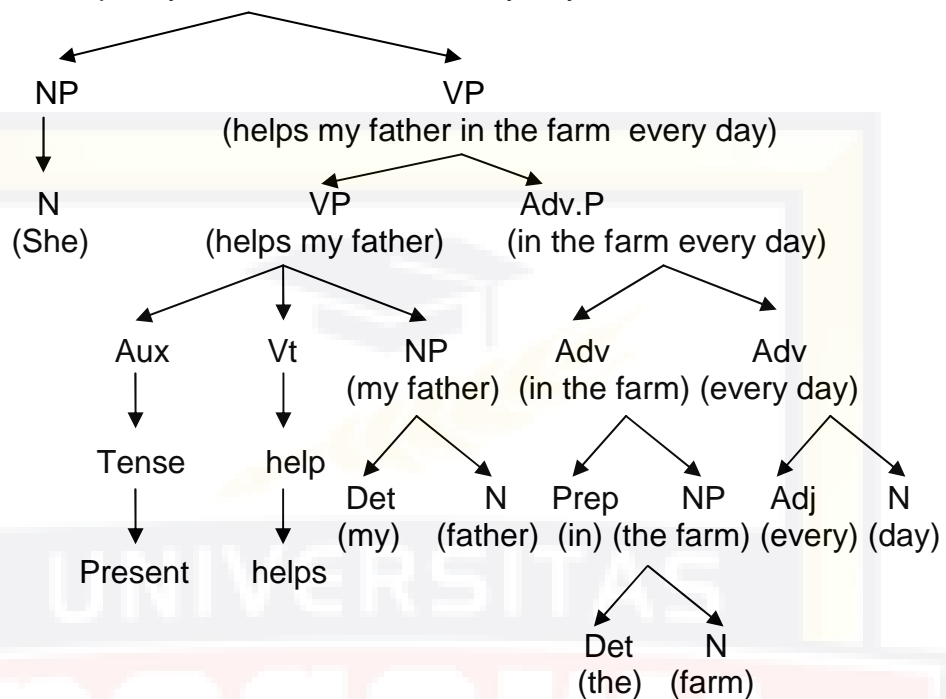 NP VP
(helps my father in the farm every day)
N VP Adv.P
(She) (helps my father) (in the farm every day)
Aux Vt NP Adv Adv
(my father) (in the farm) (every day)
Tense help
Det N Prep NP Adj N
(my) (father) (in) (the farm) (every) (day)
Present helps
UNIVERSITAS
Det N
(the) (farm)